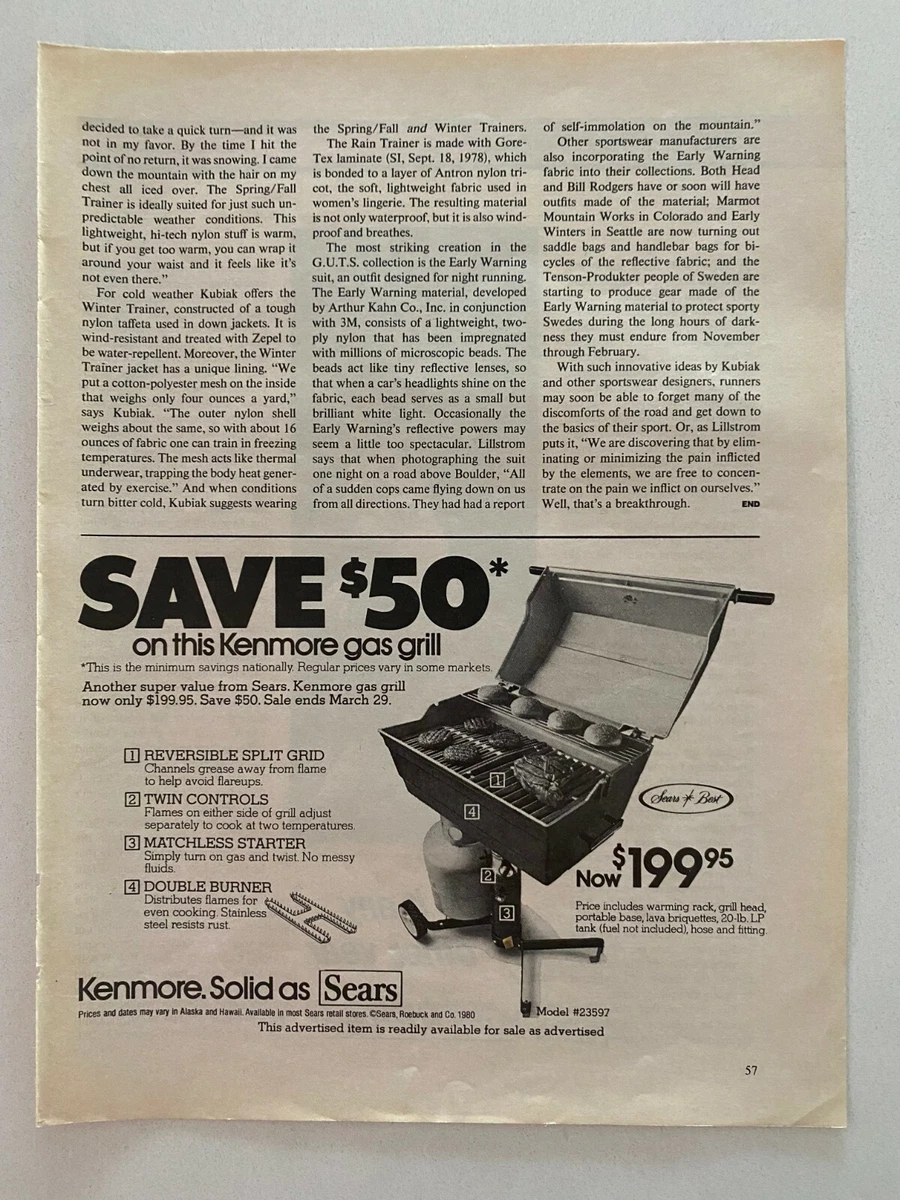 decided to take a quick turn—and it was
not in my favor. By the time I hit the
point of no return, it was snowing. I came
down the mountain with the hair on my
chest all iced over. The Spring/Fall
Trainer is ideally suited for just such un-
predictable weather conditions. This
lightweight, hi-tech nylon stuff is warm,
but if you get too warm, you can wrap it
around your waist and it feels like it's
not even there."
For cold weather Kubiak offers the
Winter Trainer, constructed of a tough
nylon taffeta used in down jackets. It is
wind-resistant and treated with Zepel to
be water-repellent. Moreover, the Winter
Trainer jacket has a unique lining. "We
put a cotton-polyester mesh on the inside
that weighs only four ounces a yard,"
says Kubiak. "The outer nylon shell
weighs about the same, so with about 16
ounces of fabric one can train in freezing
temperatures. The mesh acts like thermal
underwear, trapping the body heat gener-
ated by exercise." And when conditions
turn bitter cold, Kubiak suggests wearing
the Spring/Fall and Winter Trainers.
The Rain Trainer is made with Gore-
Tex laminate (SI, Sept. 18, 1978), which
is bonded to a layer of Antron nylon tri-
cot, the soft, lightweight fabric used in
women's lingerie. The resulting material
is not only waterproof, but it is also wind-
proof and breathes.
The most striking creation in the
G.U.T.S. collection is the Early Warning
suit, an outfit designed for night running.
The Early Warning material, developed
by Arthur Kahn Co., Inc. in conjunction
with 3M, consists of a lightweight, two-
ply nylon that has been impregnated
with millions of microscopic beads. The
beads act like tiny reflective lenses, so
that when a car's headlights shine on the
fabric, each bead serves as a small but
brilliant white light. Occasionally the
Early Warning's reflective powers may
seem a little too spectacular. Lillstrom
says that when photographing the suit
one night on a road above Boulder, "All
of a sudden cops came flying down on us
from all directions. They had had a report
of self-immolation on the mountain."
Other sportswear manufacturers are
also incorporating the Early Warning
fabric into their collections. Both Head
and Bill Rodgers have or soon will have
outfits made of the material; Marmot
Mountain Works in Colorado and Early
Winters in Seattle are now turning out
saddle bags and handlebar bags for bi-
cycles of the reflective fabric; and the
Tenson-Produkter people of Sweden are
starting to produce gear made of the
Early Warning material to protect sporty
Swedes during the long hours of dark-
ness they must endure from November
through February.
With such innovative ideas by Kubiak
and other sportswear designers, runners
may soon be able to forget many of the
discomforts of the road and get down to
the basics of their sport. Or, as Lillstrom
puts it, "We are discovering that by elim-
inating or minimizing the pain inflicted
by the elements, we are free to concen-
trate on the pain we inflict on ourselves."
Well, that's a breakthrough. END
SAVE $50*
on this Kenmore gas grill
*This is the minimum savings nationally. Regular prices vary in some markets.
Another super value from Sears. Kenmore gas grill
now only $199.95. Save $50. Sale ends March 29.
1 REVERSIBLE SPLIT GRID
Channels grease away from flame
to help avoid flareups.
2 TWIN CONTROLS
Flames on either side of grill adjust
separately to cook at two temperatures.
3 MATCHLESS STARTER
Simply turn on gas and twist. No messy
fluids.
4 DOUBLE BURNER
Distributes flames for
even cooking. Stainless
steel resists rust.
1
4
2
3
Sears Best
Now $199 95
Price includes warming rack, grill head,
portable base, lava briquettes, 20-lb. LP
tank (fuel not included), hose and fitting.
Kenmore. Solid as Sears
Prices and dates may vary in Alaska and Hawaii. Available in most Sears retail stores. ©Sears, Roebuck and Co. 1980
Model #23597
This advertised item is readily available for sale as advertised
57